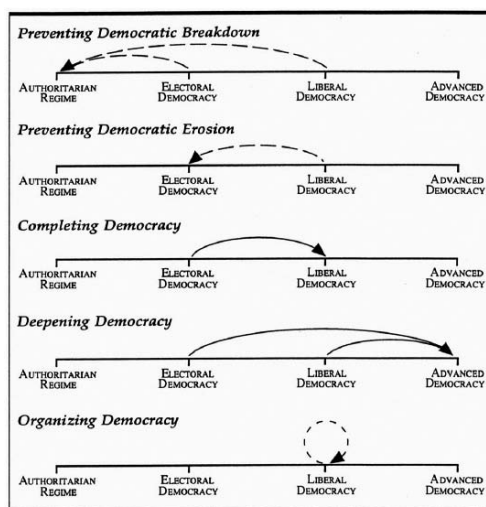 Preventing Democratic Breakdown
AUTHORITARIAN ELECTORAL LIBERAL ADVANCED
REGIME DEMOCRACY DEMOCRACY DEMOCRACY
Preventing Democratic Erosion
AUTHORITARIAN ELECTORAL LIBERAL ADVANCED
REGIME DEMOCRACY DEMOCRACY DEMOCRACY
Completing Democracy
AUTHORITARIAN ELECTORAL LIBERAL ADVANCED
REGIME DEMOCRACY DEMOCRACY DEMOCRACY
Deepening Democracy
AUTHORITARIAN ELECTORAL LIBERAL ADVANCED
REGIME DEMOCRACY DEMOCRACY DEMOCRACY
Organizing Democracy
AUTHORITARIAN ELECTORAL LIBERAL ADVANCED
REGIME DEMOCRACY DEMOCRACY DEMOCRACY